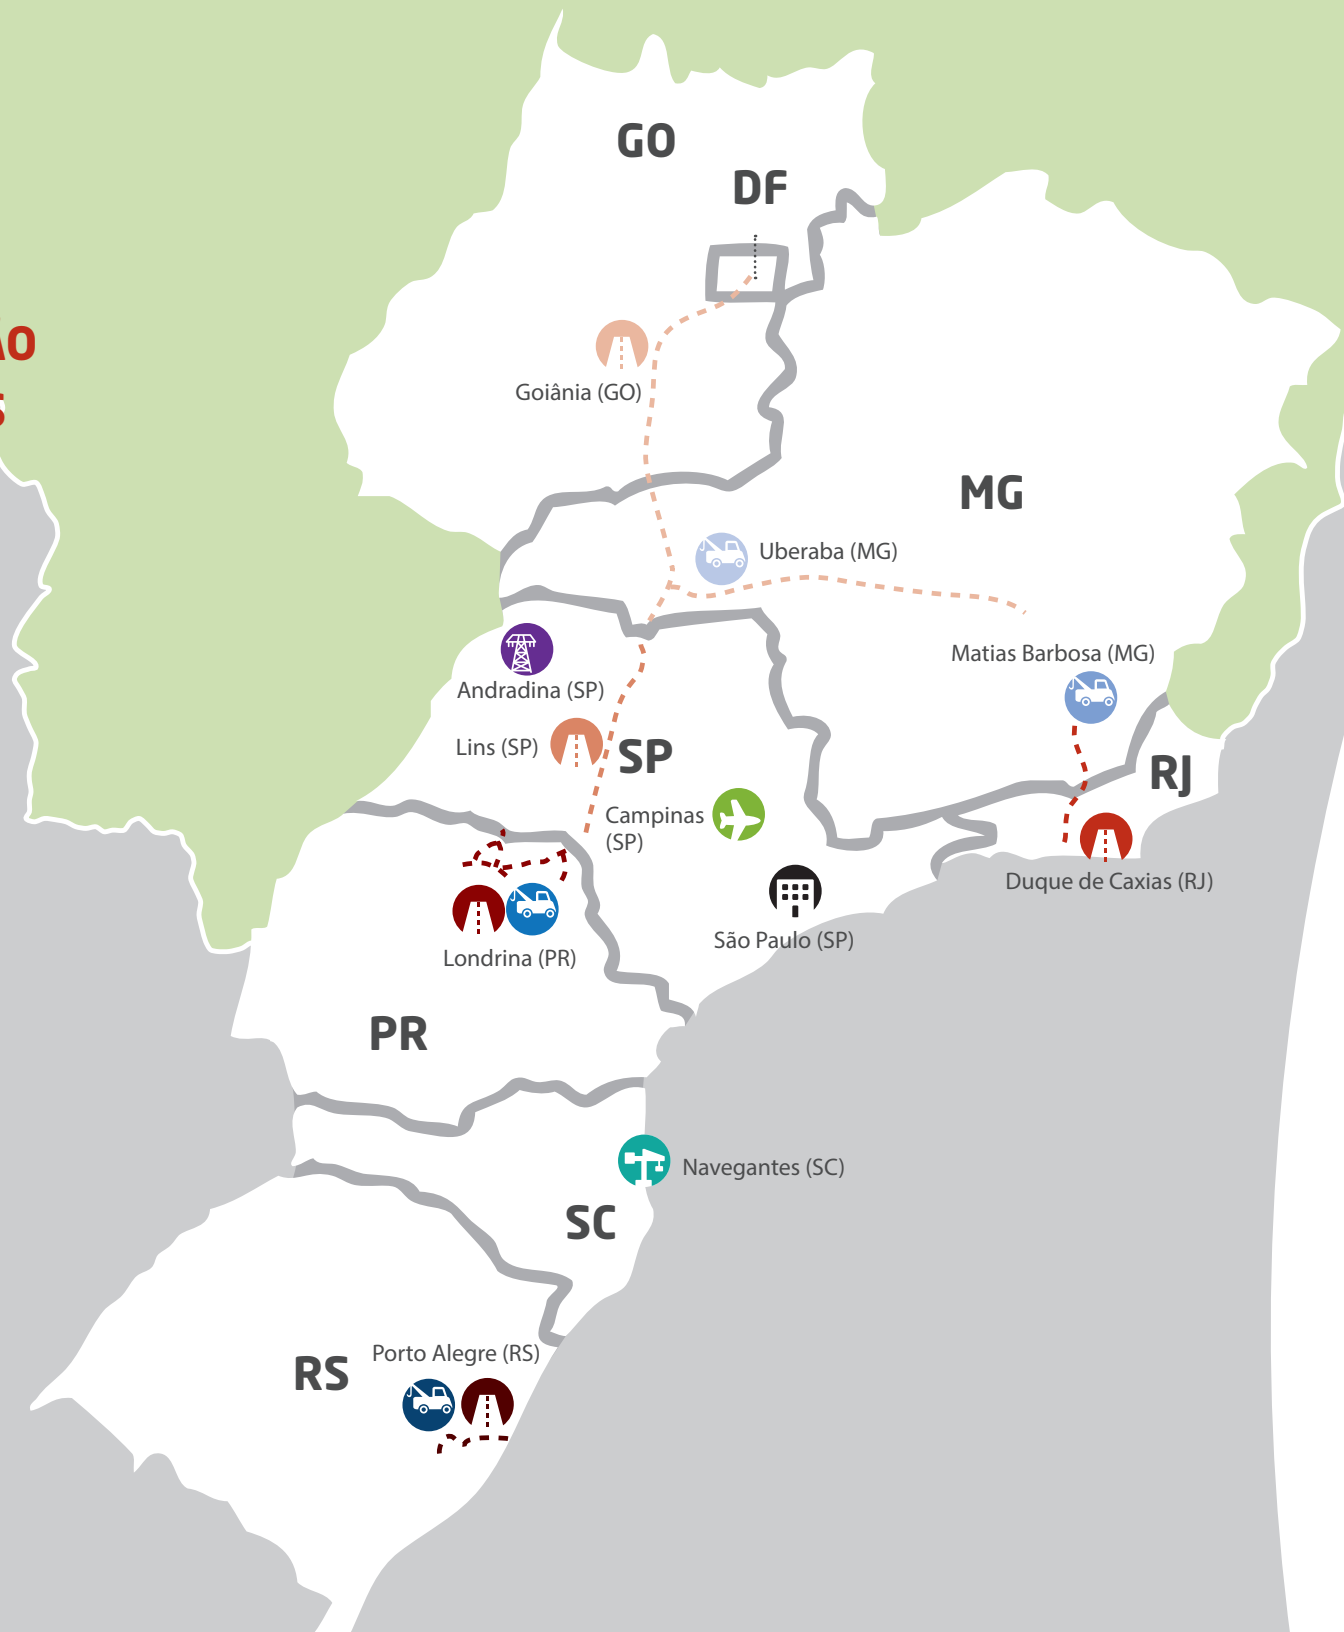 GO
DF
Goiânia (GO)
MG
Uberaba (MG)
Matias Barbosa (MG)
Andradina (SP)
Lins (SP)
SP
RJ
Campinas
(SP)
Duque de Caxias (RJ)
São Paulo (SP)
Londrina (PR)
PR
Navegantes (SC)
SC
Porto Alegre (RS)
RS